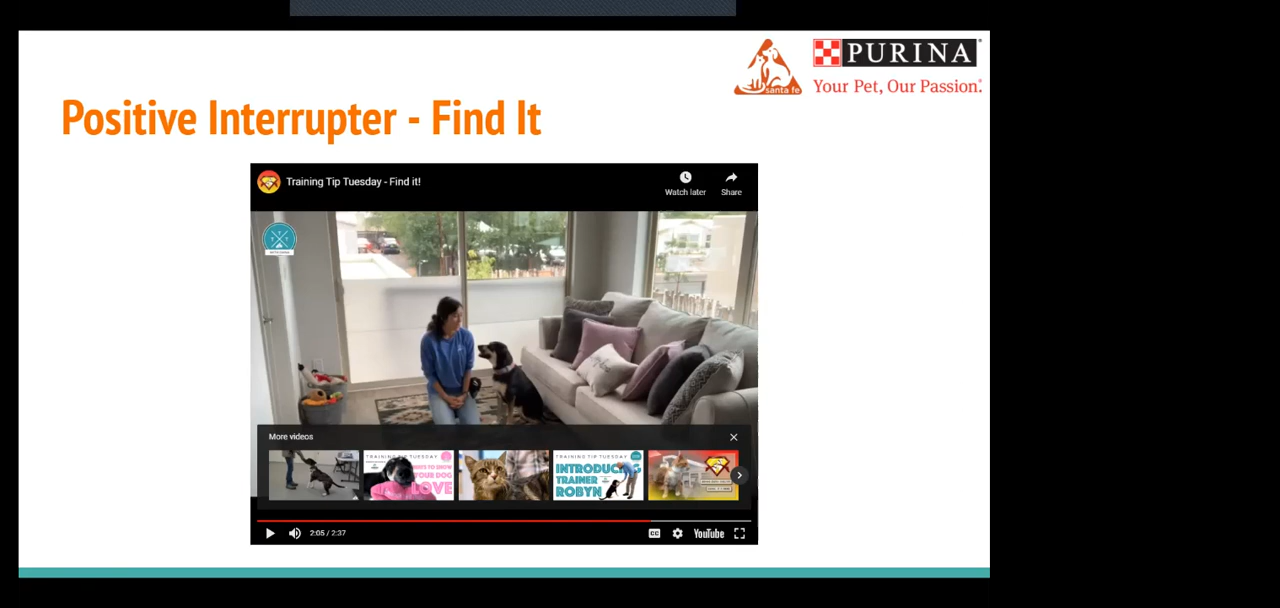 santa fe
PURINA
Your Pet, Our Passion.
Positive Interrupter - Find It
Training Tip Tuesday - Find it!
Watch later
Share
More videos
TRAINING TIP TUESDAY
YOUR DOG
LOVE
TRAINING TIP TUESDAY
INTRODUCING
TRAINER
ROBYN
2:05 / 2:37
CC
YouTube